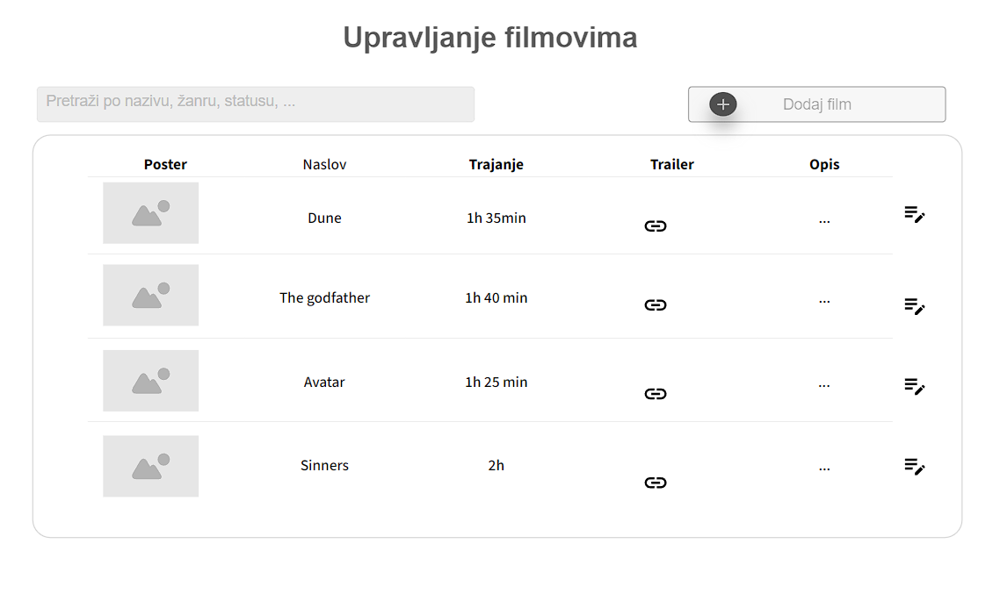 Upravljanje filmovima
Pretraži po nazivu, žanru, statusu, ...
Dodaj film
Poster Naslov Trajanje Trailer Opis
Dune 1h 35min ...
The godfather 1h 40 min ...
Avatar 1h 25 min ...
Sinners 2h ...